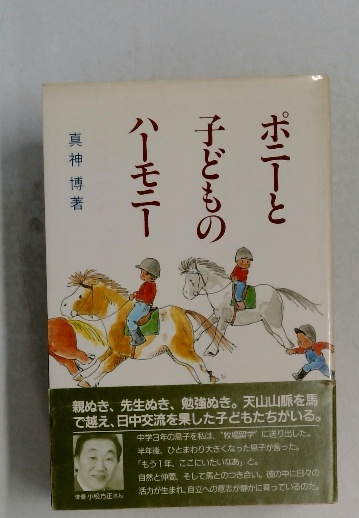 ポニーと
子どもの
ハーモニー
真神 博 著
親ぬき、先生ぬき、勉強ぬき。天山山脈を馬
で越え、日中交流を果した子どもたちがいる。
中学3年の息子を私は、“牧場留学”に送り出した。
半年後、ひとまわり大きくなった息子が言った。
「もう1年、ここにいたいなあ」と。
自然と仲間、そして馬とのつき合い。彼の中に日々の
活力が生まれ、自立への意志が静かに育っているのだ。
俳優 小松方正さん